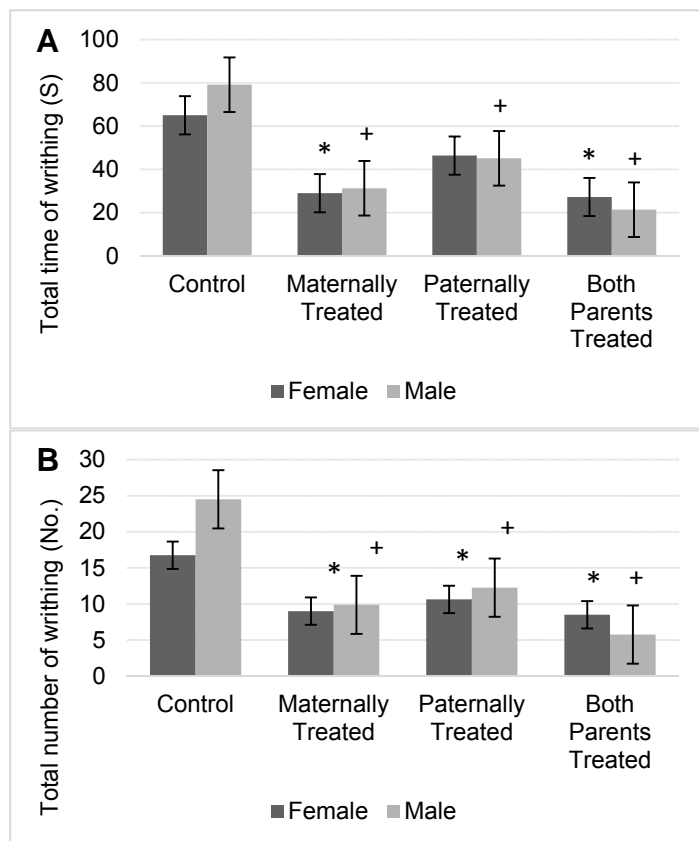 A
Total time of writhing (S)
100
80
60
40
20
0
* + + * +
Control
Maternally
Treated
Paternally
Treated
Both
Parents
Treated
Female Male
B
Total number of writhing (No.)
30
25
20
15
10
5
0
* + * + * +
Control
Maternally
Treated
Paternally
Treated
Both
Parents
Treated
Female Male